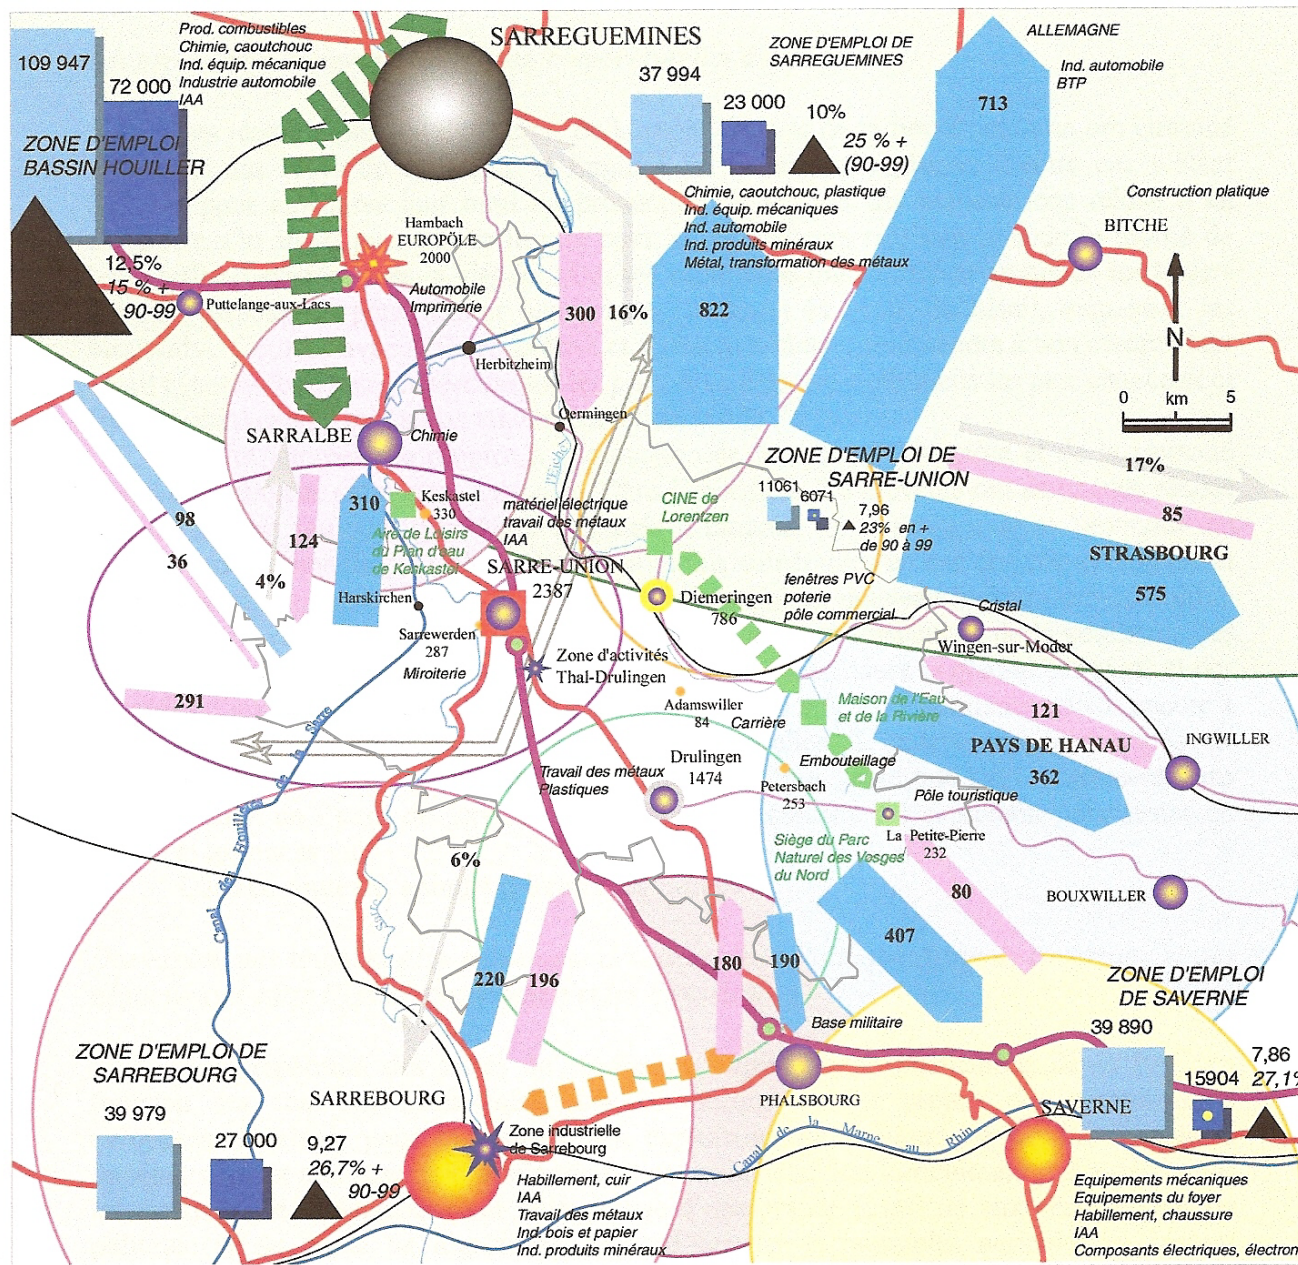 Prod. combustibles
Chimie, caoutchouc
Ind. équip. mécanique
Industrie automobile
IAA
109 947
72 000
ZONE D'EMPLOI
BASSIN HOUILLER
12,5%
15 % +
90-99
SARREGUEMINES
ZONE D'EMPLOI DE
SARREGUEMINES
37 994
23 000
10%
25 % +
(90-99)
Chimie, caoutchouc, plastique
Ind. équip. mécaniques
Ind. automobile
Ind. produits minéraux
Métal, transformation des métaux
ALLEMAGNE
Ind. automobile
BTP
713
Construction platique
BITCHE
N
0 km 5
Hambach
EUROPÔLE
2000
Automobile
Imprimerie
Puttelange-aux-Lacs
300
16%
822
Herbitzheim
Oermingen
l'Eichel
SARRALBE
Chimie
ZONE D'EMPLOI DE
SARRE-UNION
11061
6071
7,96
23% en +
de 90 à 99
17%
85
STRASBOURG
575
98
36
4%
124
310
Keskastel
330
Aire de Loisirs
du Plan d'eau
de Keskastel
matériel électrique
travail des métaux
IAA
CINE de
Lorentzen
SARRE-UNION
2387
Harskirchen
Sarrewerden
287
Miroiterie
Diemeringen
786
fenêtres PVC
poterie
pôle commercial
Cristal
Wingen-sur-Moder
Zone d'activités
Thal-Drulingen
291
Adamswiller
84
Carrière
Maison de l'Eau
et de la Rivière
121
PAYS DE HANAU
362
INGWILLER
Canal des Houillères de la Sarre
Travail des métaux
Plastiques
Drulingen
1474
Embouteillage
Petersbach
253
Pôle touristique
La Petite-Pierre
232
Siège du Parc
Naturel des Vosges
du Nord
BOUXWILLER
6%
Sarre
220
196
180
190
407
80
Base militaire
PHALSBOURG
ZONE D'EMPLOI
DE SAVERNE
39 890
15904
7,86
27,1%
SAVERNE
Canal de la Marne au Rhin
ZONE D'EMPLOI DE
SARREBOURG
39 979
27 000
9,27
26,7% +
90-99
SARREBOURG
Zone industrielle
de Sarrebourg
Habillement, cuir
IAA
Travail des métaux
Ind. bois et papier
Ind. produits minéraux
Equipements mécaniques
Equipements du foyer
Habillement, chaussure
IAA
Composants électriques, électron